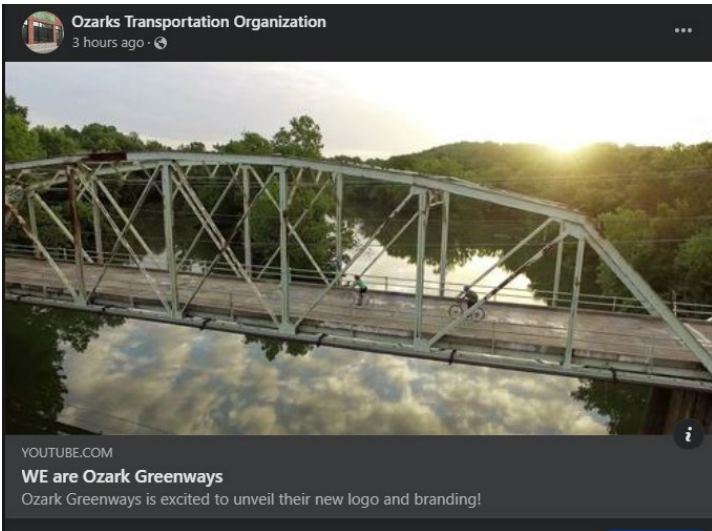 Ozarks Transportation Organization
3 hours ago ·
YOUTUBE.COM
WE are Ozark Greenways
Ozark Greenways is excited to unveil their new logo and branding!